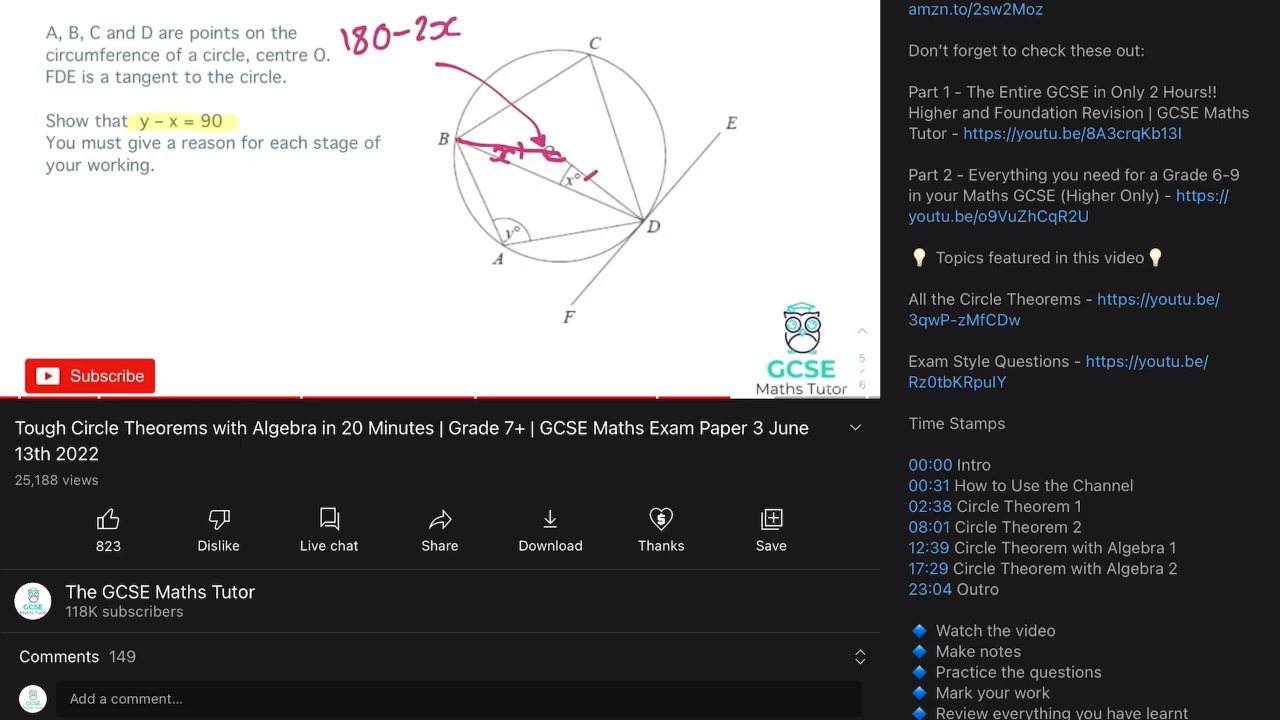 A, B, C and D are points on the
circumference of a circle, centre O.
FDE is a tangent to the circle.
180-2x
Show that y – x = 90
You must give a reason for each stage of
your working.
C
B
E
x
x°
D
y°
A
F
GCSE
Maths Tutor
5
/
6
Subscribe
Tough Circle Theorems with Algebra in 20 Minutes | Grade 7+ | GCSE Maths Exam Paper 3 June
13th 2022
25,188 views
823
Dislike
Live chat
Share
Download
Thanks
Save
The GCSE Maths Tutor
118K subscribers
Comments 149
Add a comment...
amzn.to/2sw2Moz
Don't forget to check these out:
Part 1 - The Entire GCSE in Only 2 Hours!!
Higher and Foundation Revision | GCSE Maths
Tutor - https://youtu.be/8A3crqKb13I
Part 2 - Everything you need for a Grade 6-9
in your Maths GCSE (Higher Only) - https://
youtu.be/o9VuZhCqR2U
💡 Topics featured in this video💡
All the Circle Theorems - https://youtu.be/
3qwP-zMfCDw
Exam Style Questions - https://youtu.be/
Rz0tbKRpuIY
Time Stamps
00:00 Intro
00:31 How to Use the Channel
02:38 Circle Theorem 1
08:01 Circle Theorem 2
12:39 Circle Theorem with Algebra 1
17:29 Circle Theorem with Algebra 2
23:04 Outro
🔹 Watch the video
🔹 Make notes
🔹 Practice the questions
🔹 Mark your work
🔹 Review everything you have learnt